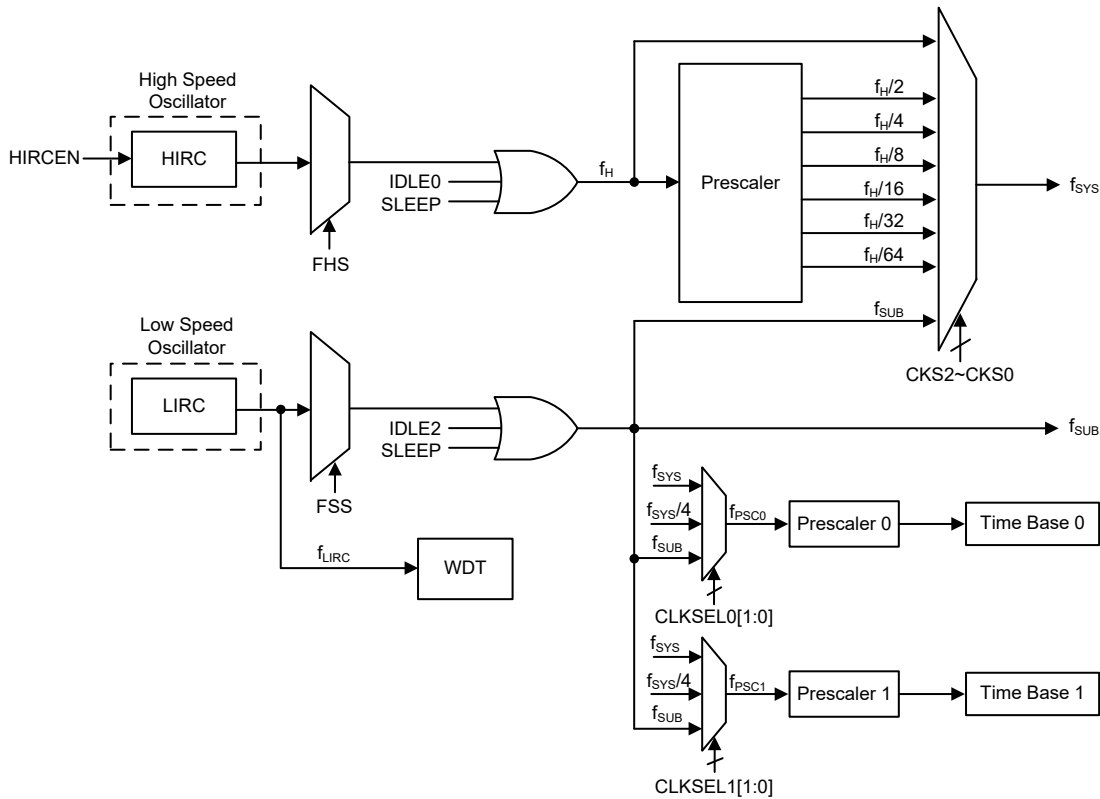 High Speed
Oscillator
HIRCEN
HIRC
FHS
IDLE0
SLEEP
fH
Prescaler
fH/2
fH/4
fH/8
fH/16
fH/32
fH/64
fSUB
CKS2~CKS0
fSYS
Low Speed
Oscillator
LIRC
FSS
IDLE2
SLEEP
fSUB
fLIRC
WDT
fSYS
fSYS/4
fSUB
fPSC0
Prescaler 0
Time Base 0
CLKSEL0[1:0]
fSYS
fSYS/4
fSUB
fPSC1
Prescaler 1
Time Base 1
CLKSEL1[1:0]